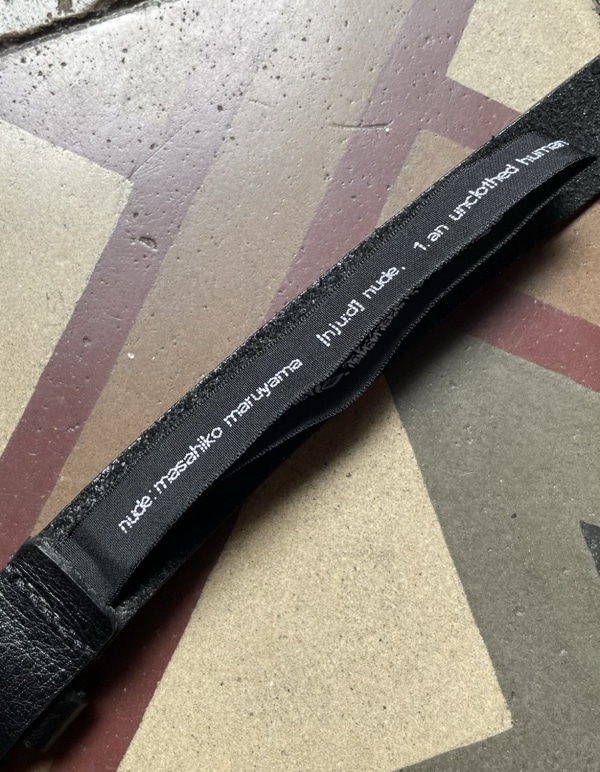 nude:masahiko maruyama [nju:d] nude. 1.an unclothed human